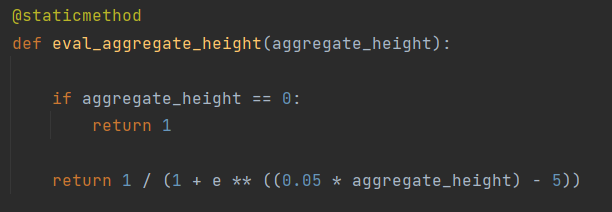 @staticmethod
def eval_aggregate_height(aggregate_height):
if aggregate_height == 0:
return 1
return 1 / (1 + e ** ((0.05 * aggregate_height) - 5))